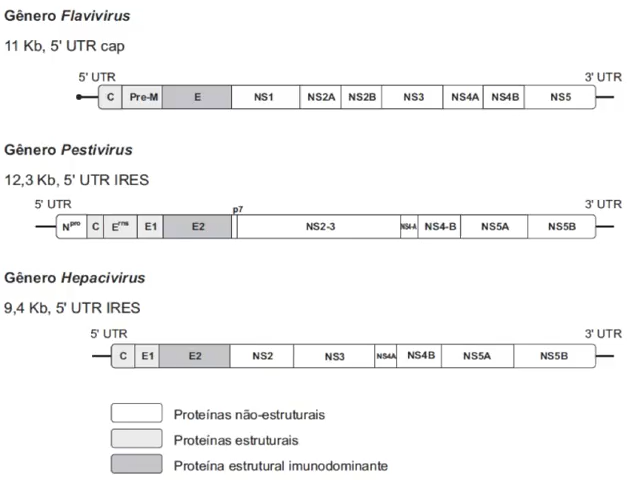 Gênero Flavivirus
11 Kb, 5' UTR cap
5' UTR 3' UTR
C Pre-M E NS1 NS2A NS2B NS3 NS4A NS4B NS5
Gênero Pestivirus
12,3 Kb, 5' UTR IRES
5' UTR p7 3' UTR
Npro C Erns E1 E2 NS2-3 NS4-A NS4-B NS5A NS5B
Gênero Hepacivirus
9,4 Kb, 5' UTR IRES
5' UTR 3' UTR
C E1 E2 NS2 NS3 NS4A NS4B NS5A NS5B
Proteínas não-estruturais
Proteínas estruturais
Proteína estrutural imunodominante